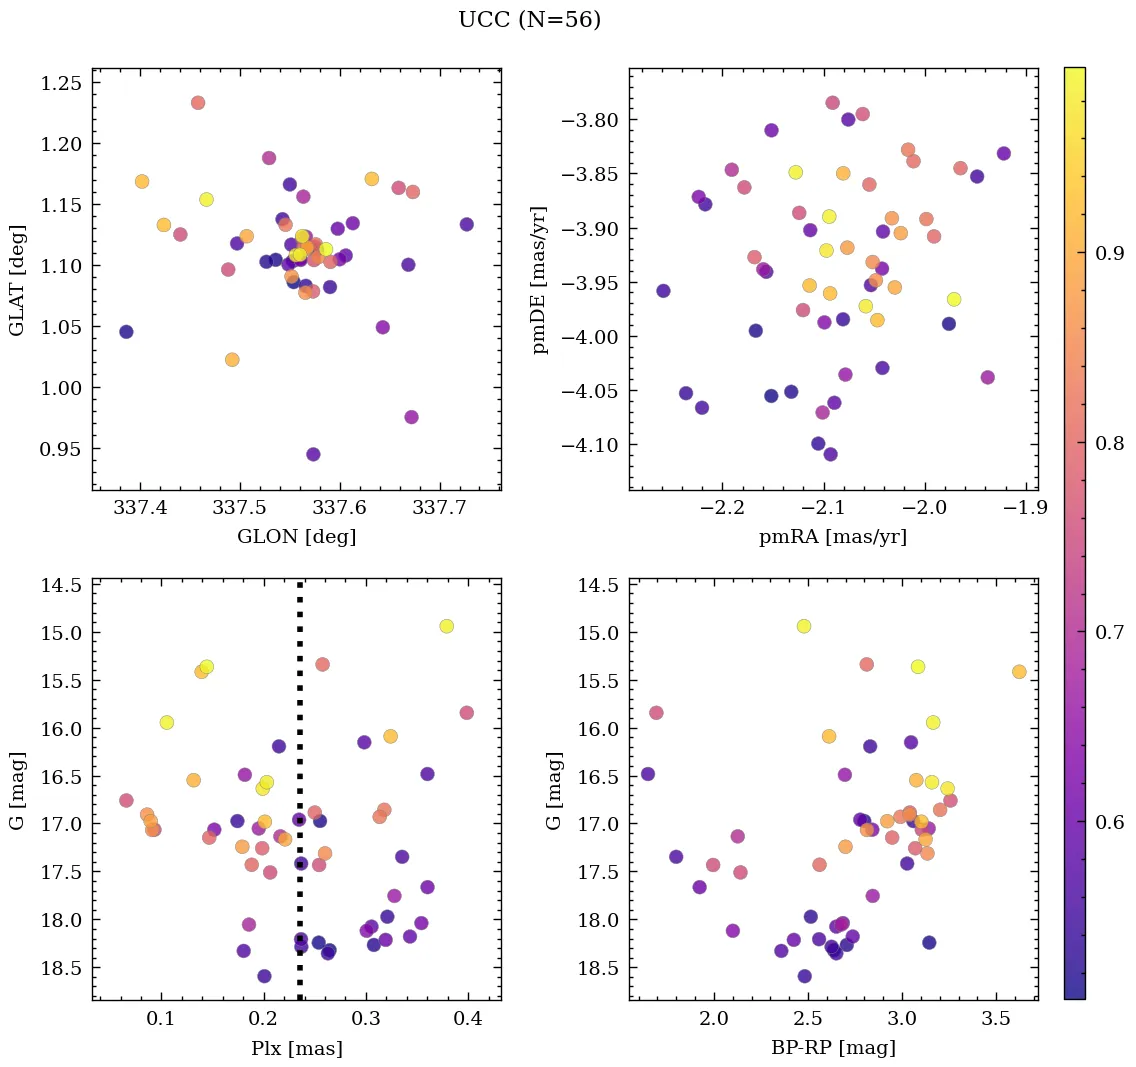 UCC (N=56)
1.25
1.20
1.15
1.10
1.05
1.00
0.95
GLAT [deg]
337.4 337.5 337.6 337.7
GLON [deg]
−3.80
−3.85
−3.90
−3.95
−4.00
−4.05
−4.10
pmDE [mas/yr]
−2.2 −2.1 −2.0 −1.9
pmRA [mas/yr]
14.5
15.0
15.5
16.0
16.5
17.0
17.5
18.0
18.5
G [mag]
0.1 0.2 0.3 0.4
Plx [mas]
14.5
15.0
15.5
16.0
16.5
17.0
17.5
18.0
18.5
G [mag]
2.0 2.5 3.0 3.5
BP-RP [mag]
0.9
0.8
0.7
0.6